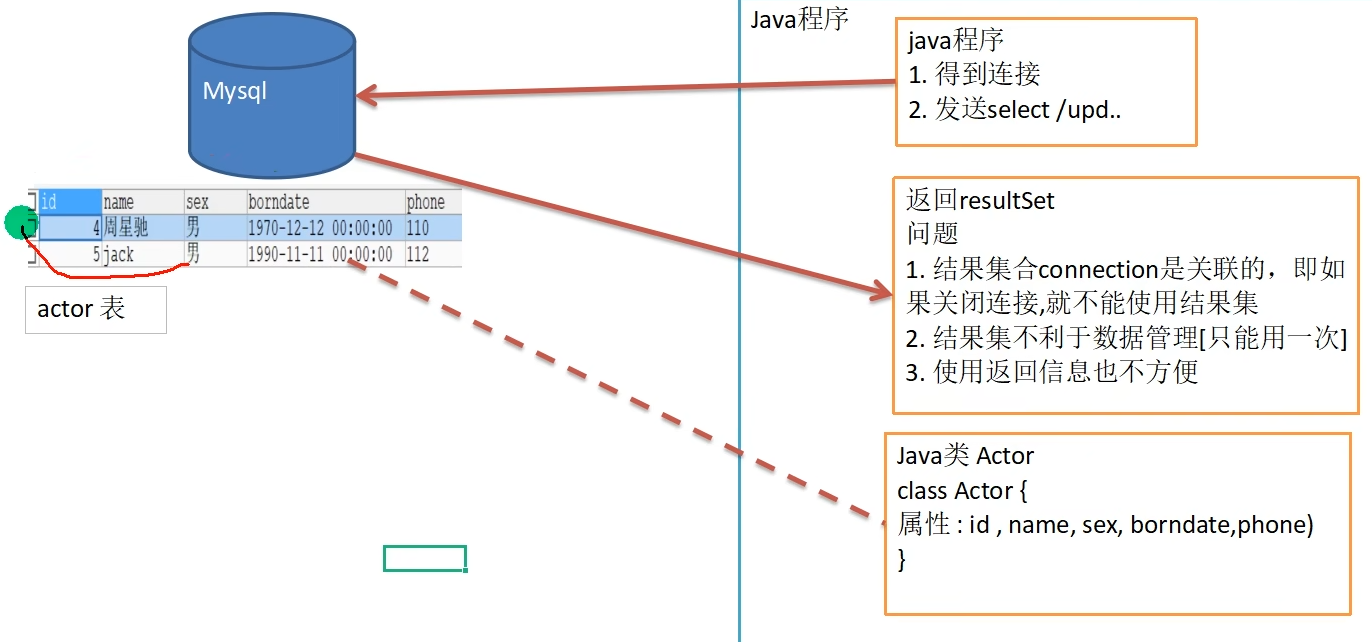 Mysql
id name sex borndate phone
4 周星驰 男 1970-12-12 00:00:00 110
5 jack 男 1990-11-11 00:00:00 112
actor 表
Java程序
java程序
1. 得到连接
2. 发送select /upd..
返回resultSet
问题
1. 结果集合connection是关联的，即如
果关闭连接,就不能使用结果集
2. 结果集不利于数据管理[只能用一次]
3. 使用返回信息也不方便
Java类 Actor
class Actor {
属性 : id , name, sex, borndate,phone)
}